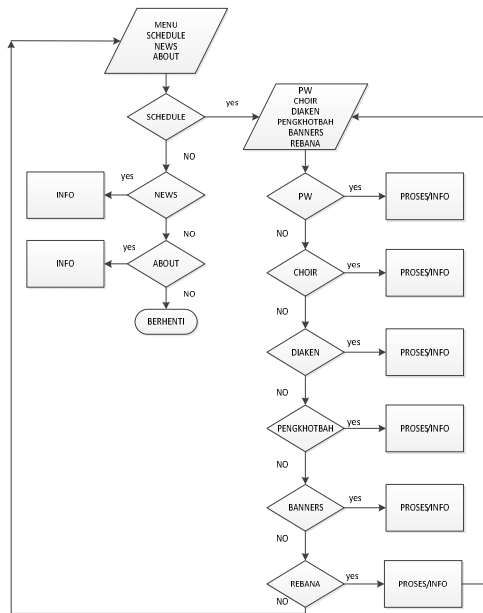 MENU
SCHEDULE
NEWS
ABOUT
SCHEDULE
yes
NO
NEWS
yes
INFO
NO
ABOUT
yes
INFO
NO
BERHENTI
PW
CHOIR
DIAKEN
PENGKHOTBAH
BANNERS
REBANA
PW
yes
PROSES/INFO
NO
CHOIR
yes
PROSES/INFO
NO
DIAKEN
yes
PROSES/INFO
NO
PENGKHOTBAH
yes
PROSES/INFO
NO
BANNERS
yes
PROSES/INFO
NO
REBANA
yes
PROSES/INFO
NO